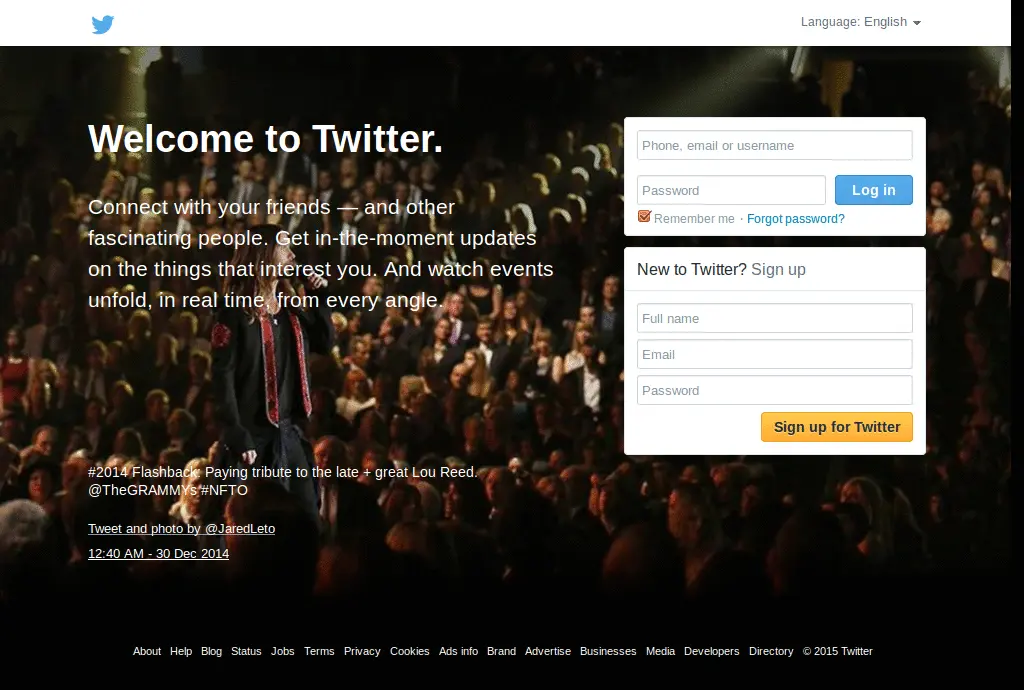 Language: English
Welcome to Twitter.
Connect with your friends — and other
fascinating people. Get in-the-moment updates
on the things that interest you. And watch events
unfold, in real time, from every angle.
#2014 Flashback: Paying tribute to the late + great Lou Reed.
@TheGRAMMYs #NFTO
Tweet and photo by @JaredLeto
12:40 AM - 30 Dec 2014
Phone, email or username
Password
Log in
Remember me · Forgot password?
New to Twitter? Sign up
Full name
Email
Password
Sign up for Twitter
About Help Blog Status Jobs Terms Privacy Cookies Ads info Brand Advertise Businesses Media Developers Directory © 2015 Twitter